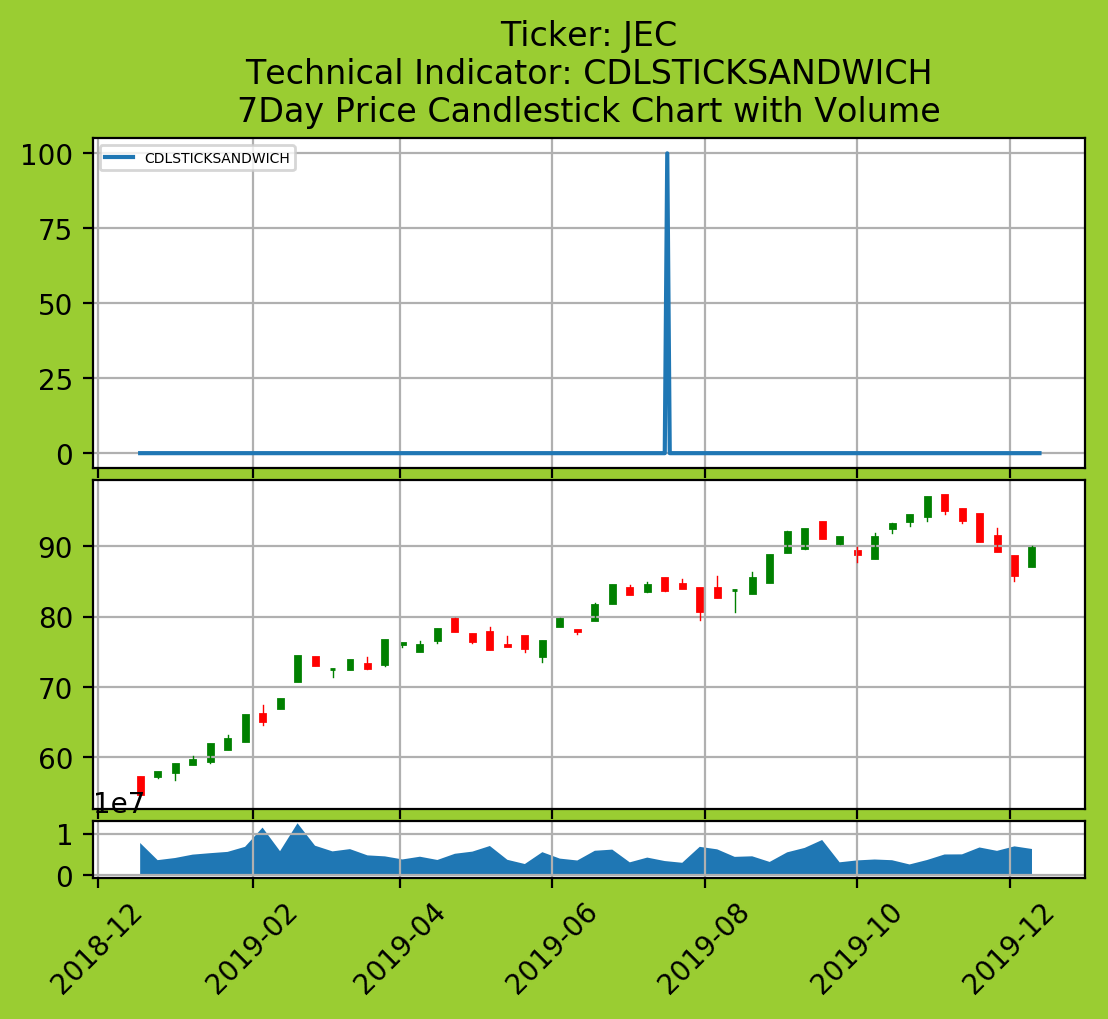 Ticker: JEC
Technical Indicator: CDLSTICKSANDWICH
7Day Price Candlestick Chart with Volume
100
CDLSTICKSANDWICH
75
50
25
0
90
80
70
60
1e7
1
0
2018-12 2019-02 2019-04 2019-06 2019-08 2019-10 2019-12